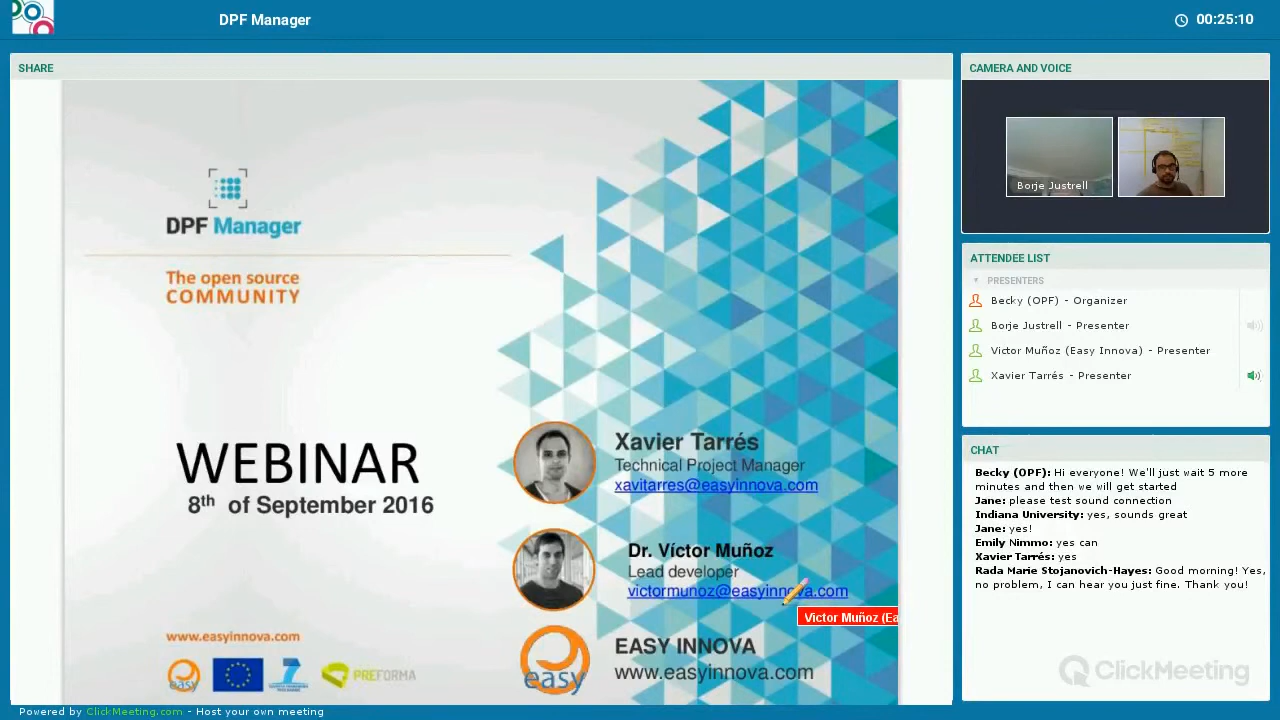 DPF Manager
00:25:10
SHARE
DPF Manager
The open source
COMMUNITY
WEBINAR
8th of September 2016
Xavier Tarrés
Technical Project Manager
xavitarres@easyinnova.com
Dr. Víctor Muñoz
Lead developer
victormunoz@easyinnova.com
Victor Muñoz (Ea
www.easyinnova.com
easy
PREFORMA
easy
EASY INNOVA
www.easyinnova.com
CAMERA AND VOICE
Borje Justrell
ATTENDEE LIST
PRESENTERS
Becky (OPF) - Organizer
Borje Justrell - Presenter
Victor Muñoz (Easy Innova) - Presenter
Xavier Tarrés - Presenter
CHAT
Becky (OPF): Hi everyone! We'll just wait 5 more
minutes and then we will get started
Jane: please test sound connection
Indiana University: yes, sounds great
Jane: yes!
Emily Nimmo: yes can
Xavier Tarrés: yes
Rada Marie Stojanovich-Hayes: Good morning! Yes,
no problem, I can hear you just fine. Thank you!
ClickMeeting
Powered by ClickMeeting.com - Host your own meeting